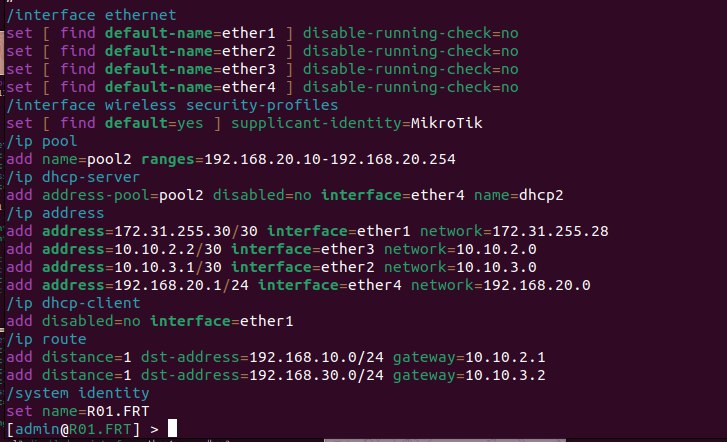 /interface ethernet
set [ find default-name=ether1 ] disable-running-check=no
set [ find default-name=ether2 ] disable-running-check=no
set [ find default-name=ether3 ] disable-running-check=no
set [ find default-name=ether4 ] disable-running-check=no
/interface wireless security-profiles
set [ find default=yes ] supplicant-identity=MikroTik
/ip pool
add name=pool2 ranges=192.168.20.10-192.168.20.254
/ip dhcp-server
add address-pool=pool2 disabled=no interface=ether4 name=dhcp2
/ip address
add address=172.31.255.30/30 interface=ether1 network=172.31.255.28
add address=10.10.2.2/30 interface=ether3 network=10.10.2.0
add address=10.10.3.1/30 interface=ether2 network=10.10.3.0
add address=192.168.20.1/24 interface=ether4 network=192.168.20.0
/ip dhcp-client
add disabled=no interface=ether1
/ip route
add distance=1 dst-address=192.168.10.0/24 gateway=10.10.2.1
add distance=1 dst-address=192.168.30.0/24 gateway=10.10.3.2
/system identity
set name=R01.FRT
[admin@R01.FRT] >